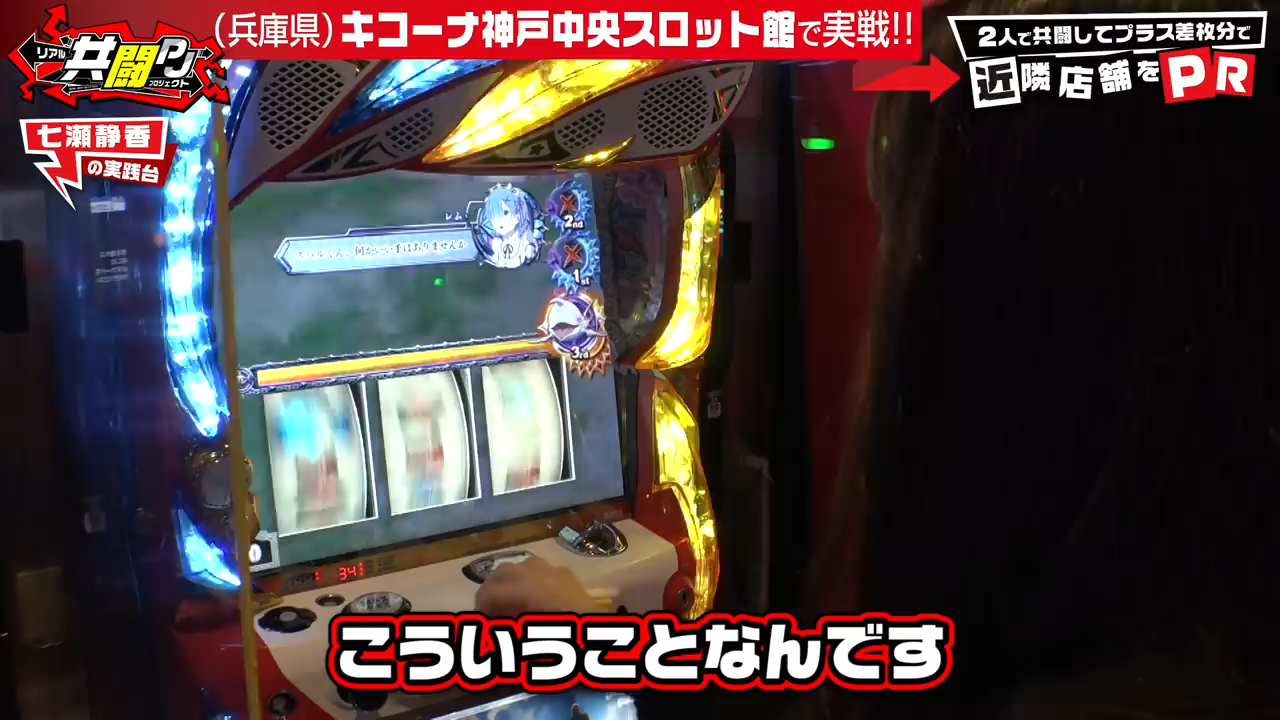 リアル
共闘PJ
プロジェクト
(兵庫県)キコーナ神戸中央スロット館で実戦!!
2人で共闘してプラス差枚分で
近隣店舗をPR
七瀬静香
の実践台
レム
スバルくん、何かいい手はありませんか
2nd
1st
3rd
0
341
こういうことなんです